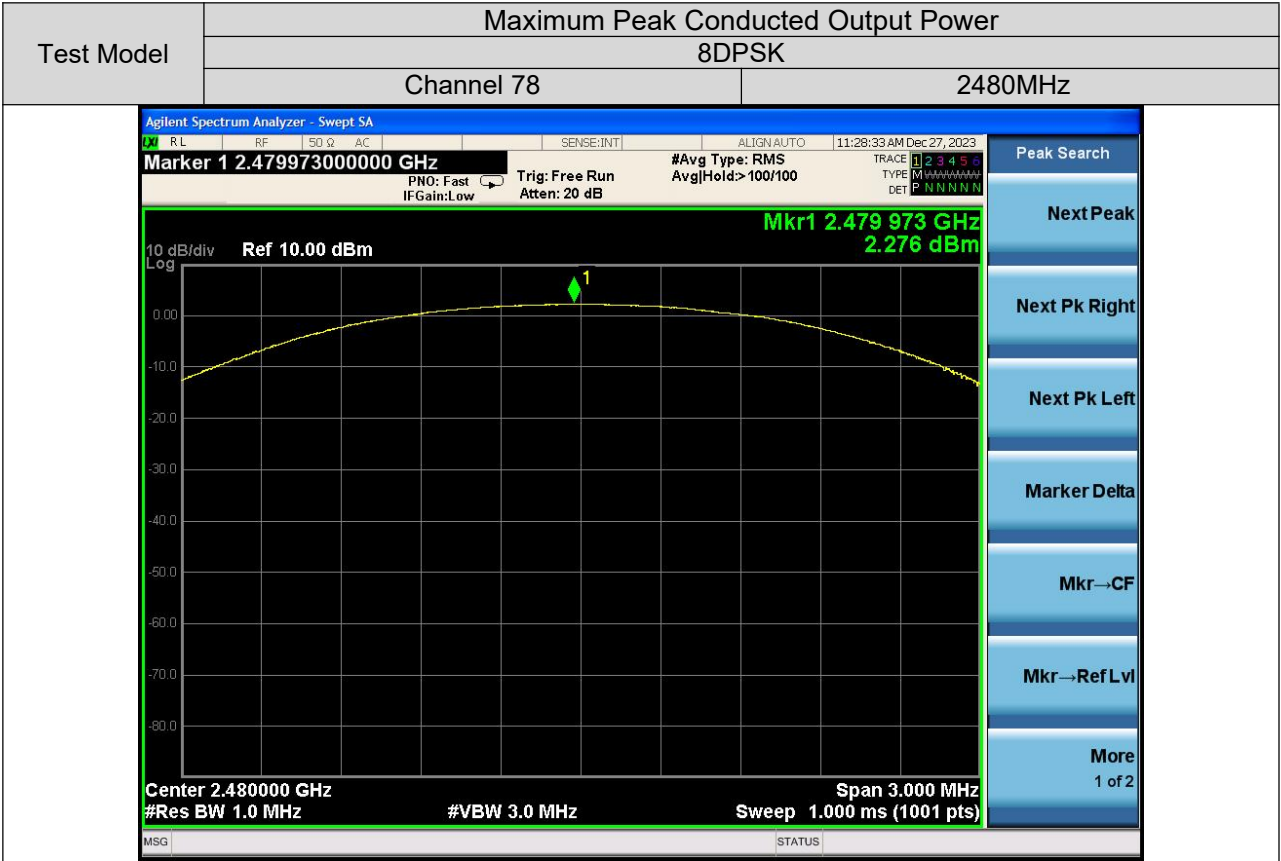 Maximum Peak Conducted Output Power
Test Model
8DPSK
Channel 78 2480MHz
Agilent Spectrum Analyzer - Swept SA
LXI RL RF 50 Ω AC SENSE:INT ALIGN AUTO 11:28:33 AM Dec 27, 2023
Marker 1 2.479973000000 GHz
#Avg Type: RMS
TRACE 1 2 3 4 5 6
PNO: Fast
Trig: Free Run
Avg|Hold:>100/100
TYPE M
IFGain:Low
Atten: 20 dB
DET P N N N N N
Peak Search
Mkr1 2.479 973 GHz
10 dB/div Ref 10.00 dBm 2.276 dBm
Log
1
0.00
-10.0
-20.0
-30.0
-40.0
-50.0
-60.0
-70.0
-80.0
Center 2.480000 GHz Span 3.000 MHz
#Res BW 1.0 MHz #VBW 3.0 MHz Sweep 1.000 ms (1001 pts)
Next Peak
Next Pk Right
Next Pk Left
Marker Delta
Mkr→CF
Mkr→Ref Lvl
More
1 of 2
MSG STATUS